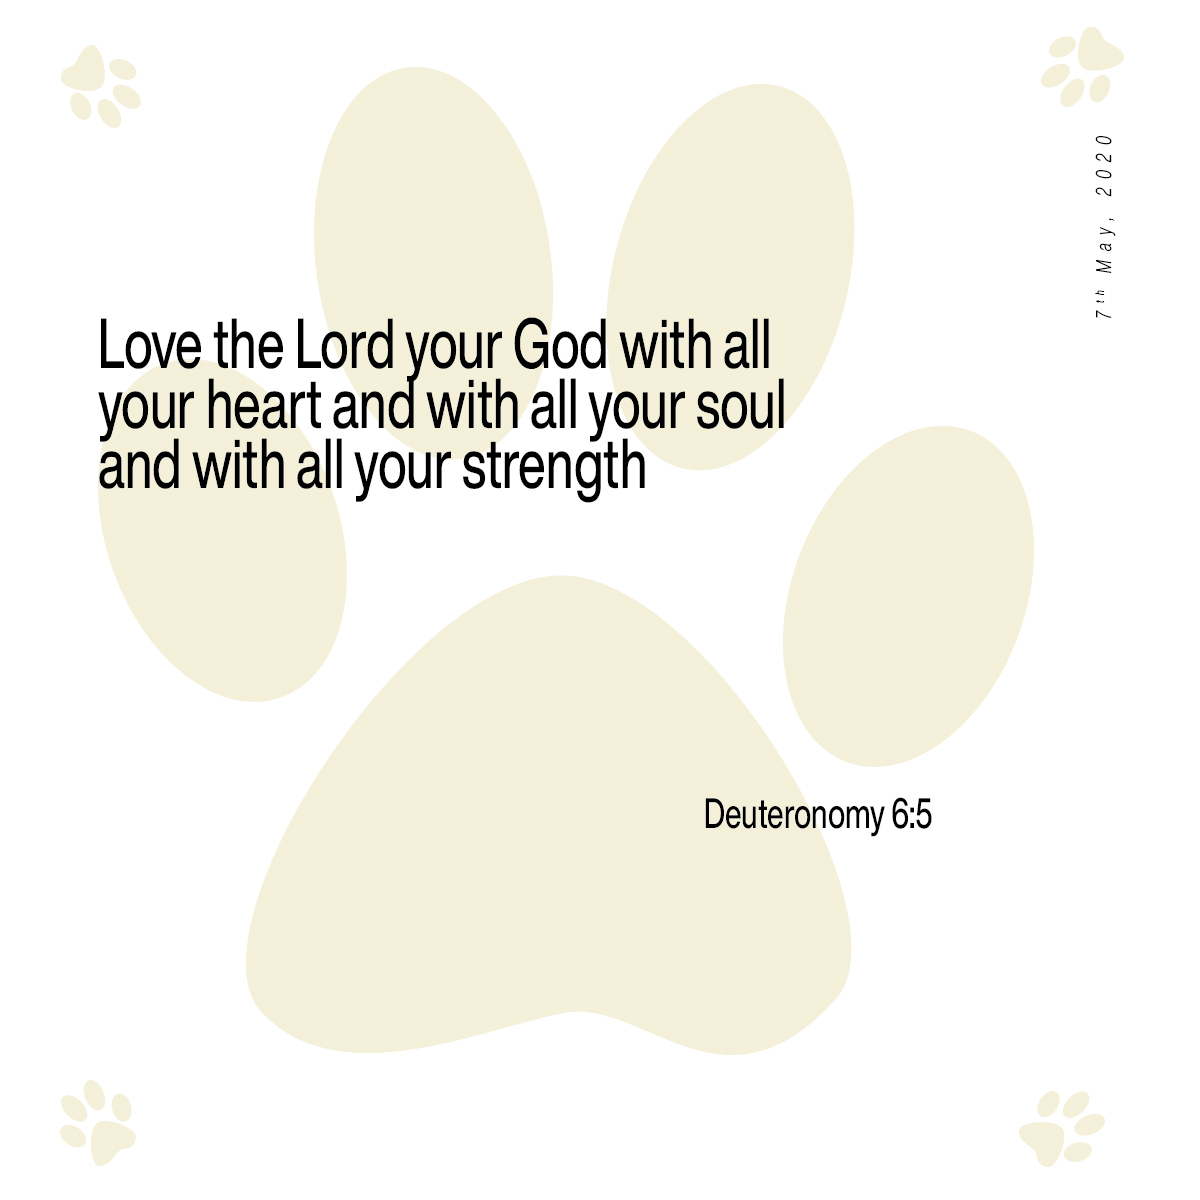 7th May, 2020
Love the Lord your God with all
your heart and with all your soul
and with all your strength
Deuteronomy 6:5